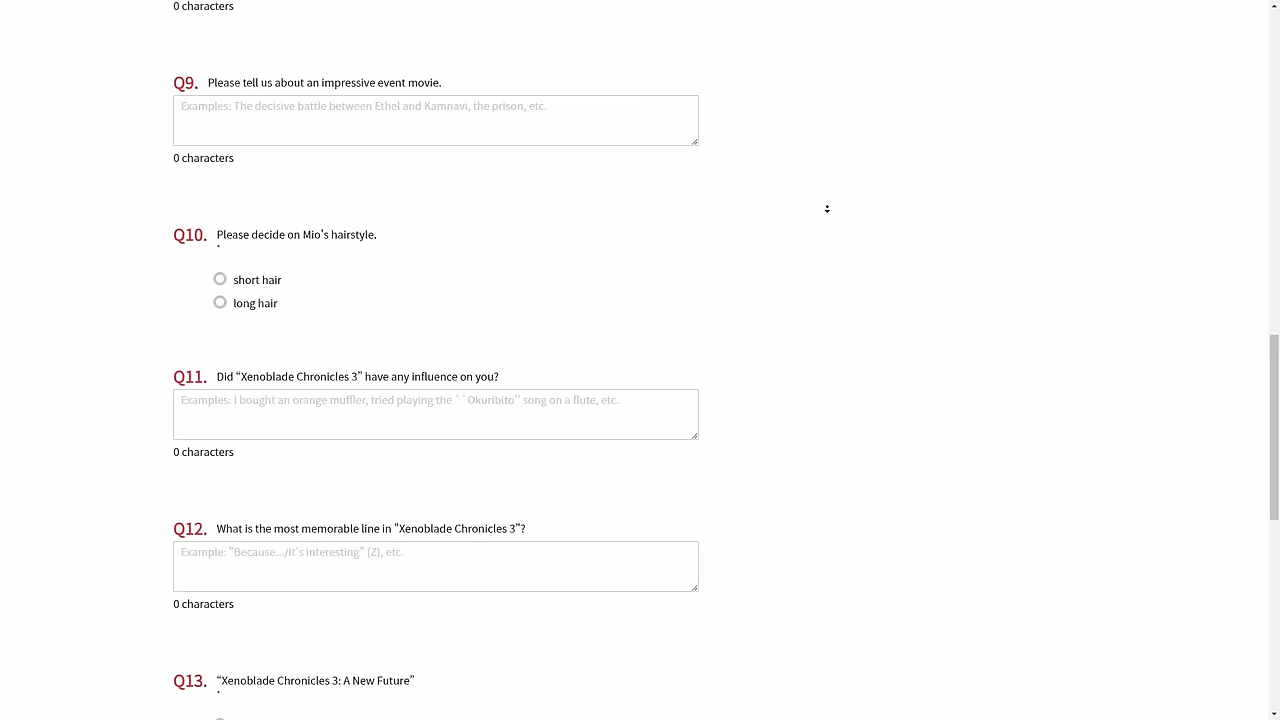 0 characters
Q9. Please tell us about an impressive event movie.
Examples: The decisive battle between Ethel and Kamnavi, the prison, etc.
0 characters
Q10. Please decide on Mio's hairstyle.
short hair
long hair
Q11. Did “Xenoblade Chronicles 3” have any influence on you?
Examples: I bought an orange muffler, tried playing the ``Okuribito'' song on a flute, etc.
0 characters
Q12. What is the most memorable line in "Xenoblade Chronicles 3"?
Example: "Because.../It's interesting" (Z), etc.
0 characters
Q13. “Xenoblade Chronicles 3: A New Future”